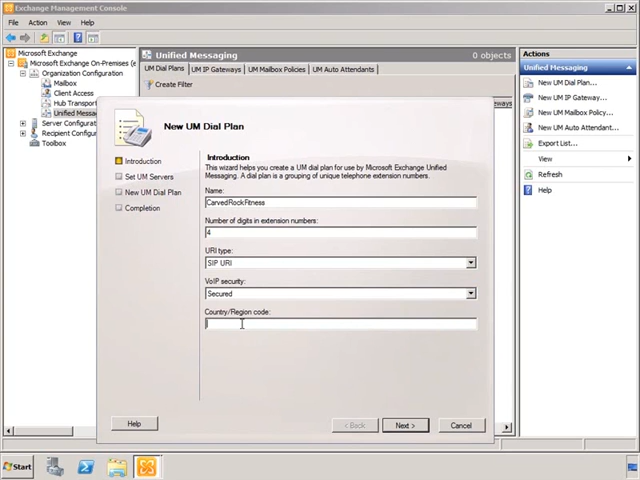 Exchange Management Console
File Action View Help
Microsoft Exchange
Microsoft Exchange On-Premises (e
Organization Configuration
Mailbox
Client Access
Hub Transport
Unified Messa
Server Configurat
Recipient Configu
Toolbox
Unified Messaging
0 objects
UM Dial Plans
UM IP Gateways
UM Mailbox Policies
UM Auto Attendants
Create Filter
eways
New UM Dial Plan
Introduction
Set UM Servers
New UM Dial Plan
Completion
Introduction
This wizard helps you create a UM dial plan for use by Microsoft Exchange Unified
Messaging. A dial plan is a grouping of unique telephone extension numbers.
Name:
CarvedRockFitness
Number of digits in extension numbers:
4
URI type:
SIP URI
VoIP security:
Secured
Country/Region code:
Help
< Back
Next >
Cancel
Actions
Unified Messaging
New UM Dial Plan...
New UM IP Gateway...
New UM Mailbox Policy...
New UM Auto Attendant...
Export List...
View
Refresh
Help
Start